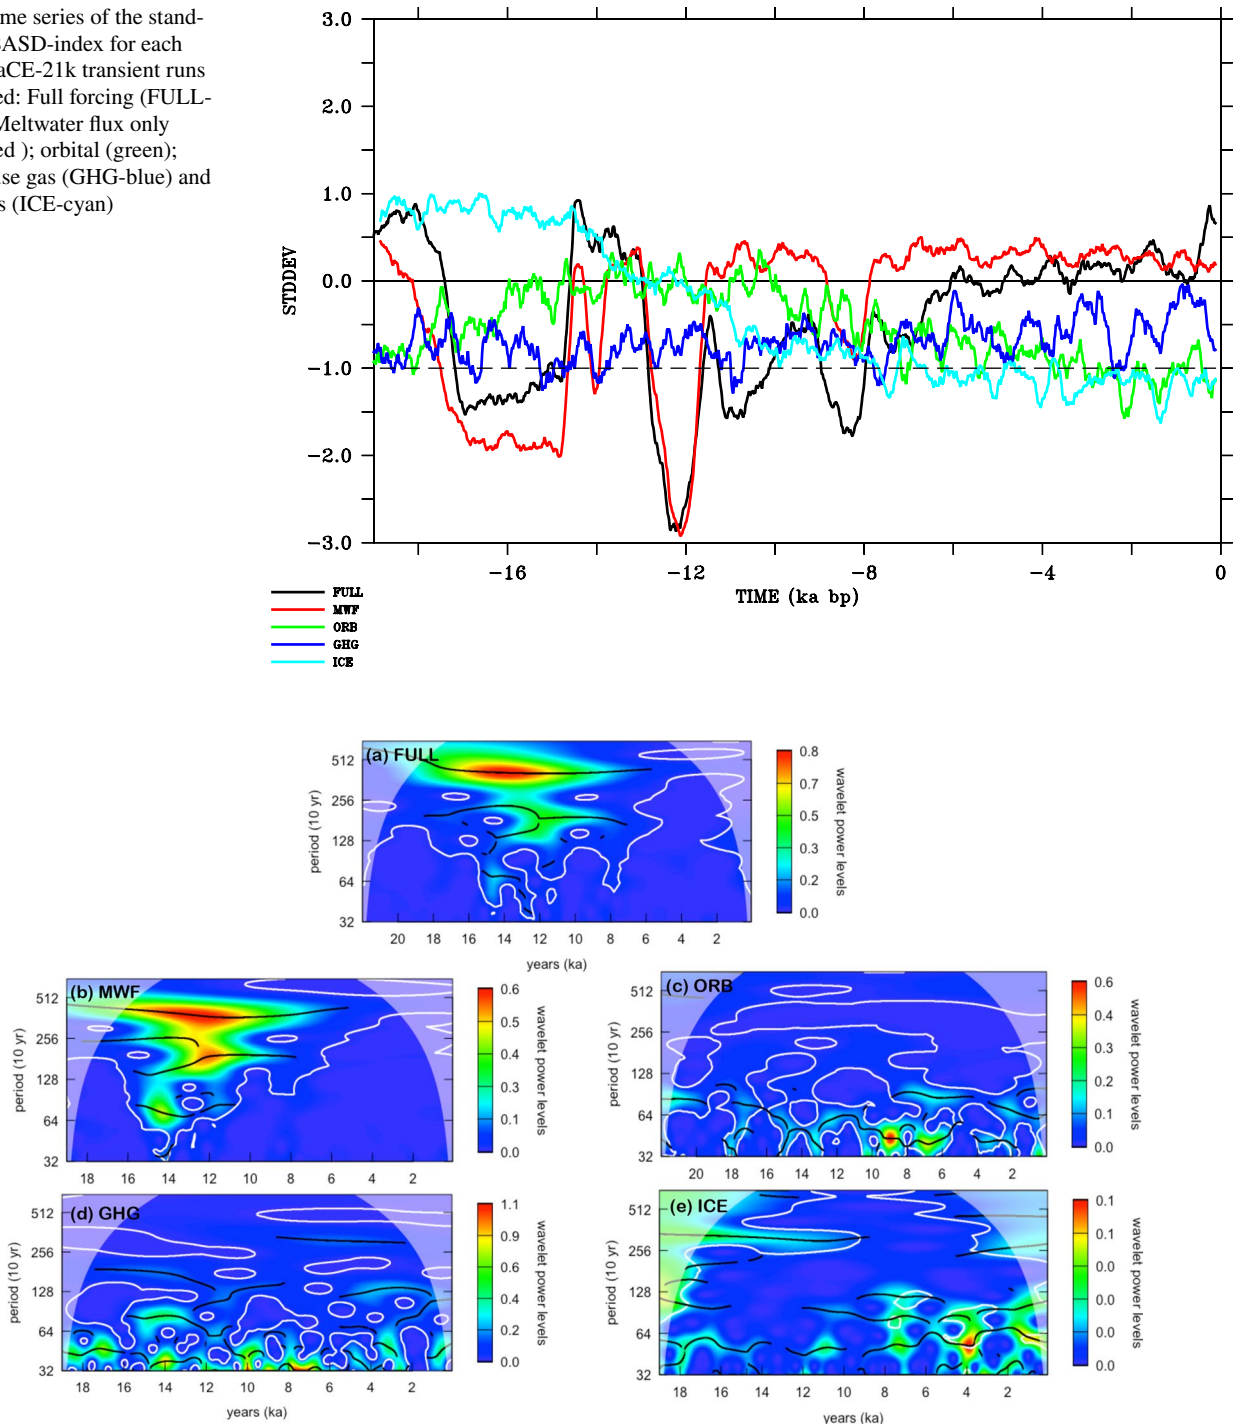 me series of the stand-
BASD-index for each
aCE-21k transient runs
ed: Full forcing (FULL-
Meltwater flux only
ed ); orbital (green);
use gas (GHG-blue) and
s (ICE-cyan)
3.0
2.0
1.0
0.0
-1.0
-2.0
-3.0
STDDEV
-16 -12 -8 -4 0
TIME (ka bp)
FULL
MWF
ORB
GHG
ICE
(a) FULL
512
256
128
64
32
period (10 yr)
20 18 16 14 12 10 8 6 4 2
years (ka)
0.8
0.7
0.5
0.3
0.2
0.0
wavelet power levels
(b) MWF
512
256
128
64
32
period (10 yr)
18 16 14 12 10 8 6 4 2
0.6
0.5
0.4
0.3
0.1
0.0
wavelet power levels
(c) ORB
512
256
128
64
32
period (10 yr)
20 18 16 14 12 10 8 6 4 2
0.6
0.4
0.3
0.2
0.1
0.0
wavelet power levels
(d) GHG
512
256
128
64
32
period (10 yr)
18 16 14 12 10 8 6 4 2
years (ka)
1.1
0.9
0.6
0.4
0.2
0.0
wavelet power levels
(e) ICE
512
256
128
64
32
period (10 yr)
18 16 14 12 10 8 6 4 2
years (ka)
0.1
0.1
0.0
0.0
0.0
0.0
wavelet power levels